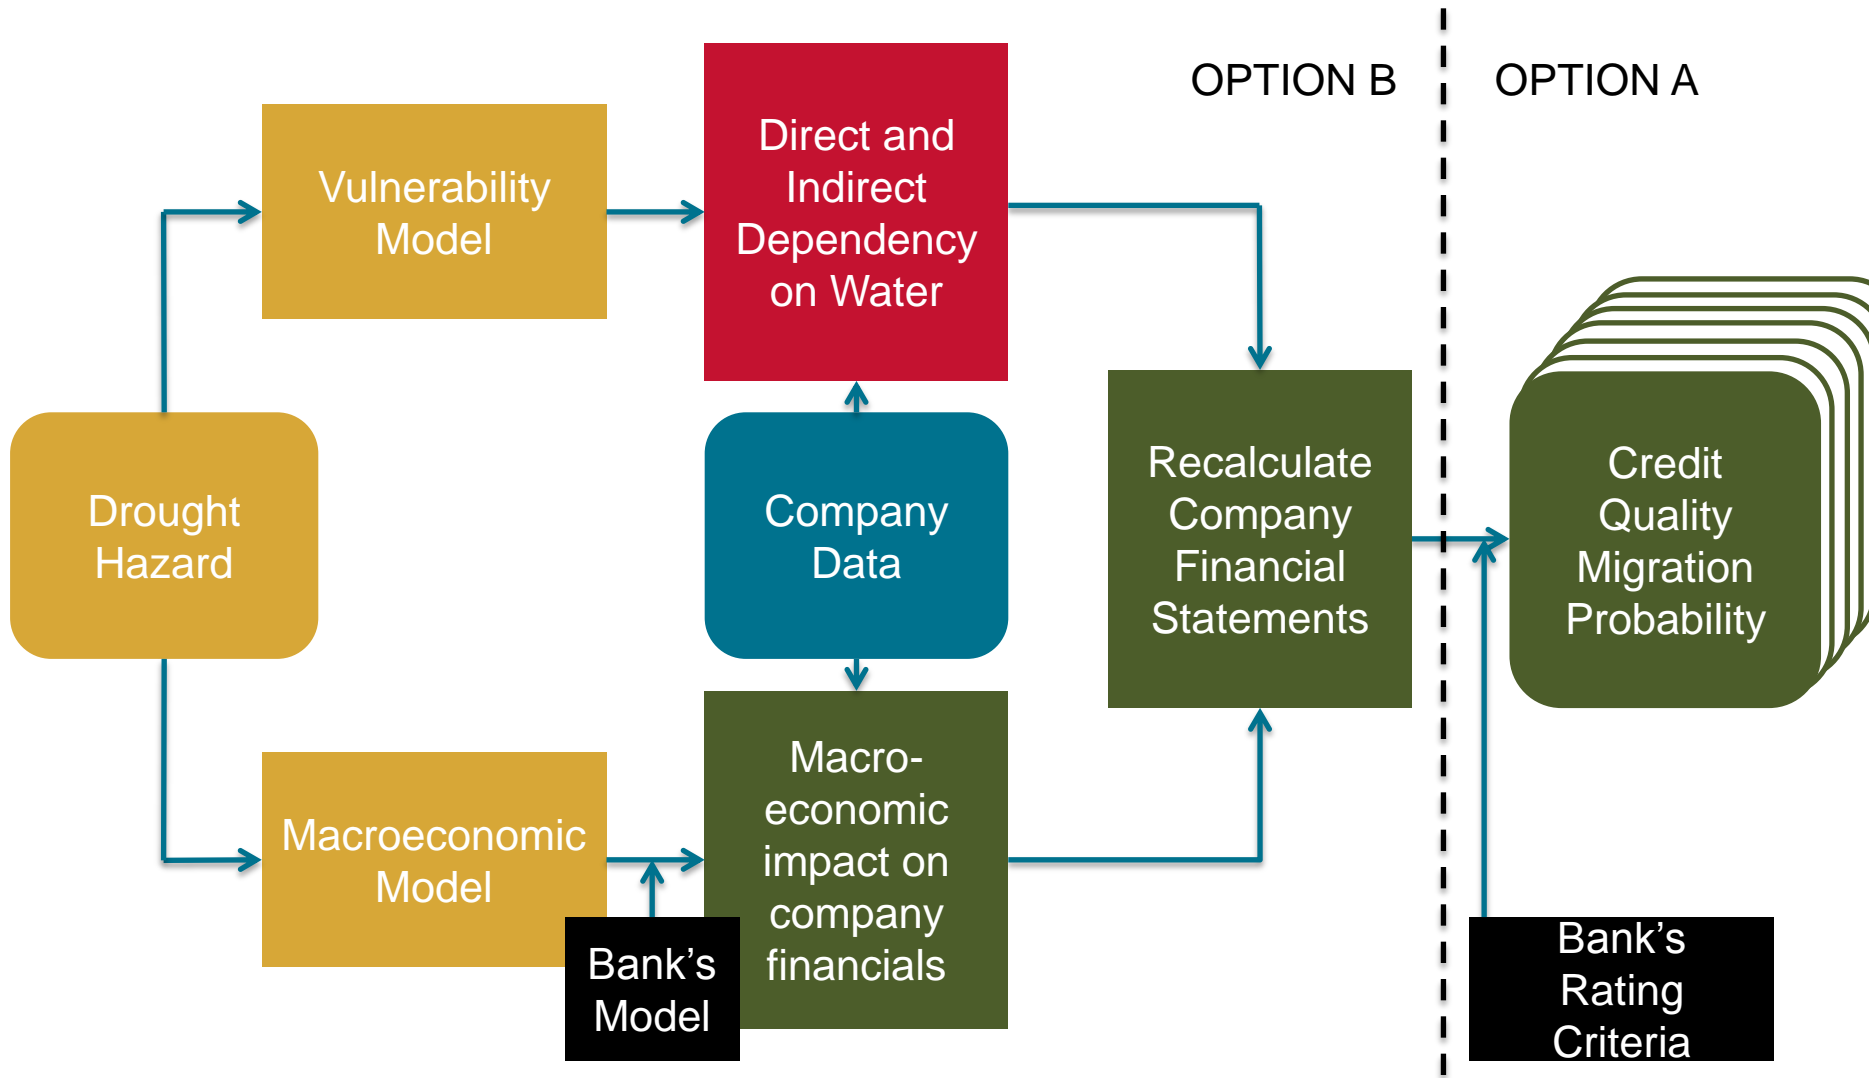 OPTION B
OPTION A
Vulnerability
Model
Direct and
Indirect
Dependency
on Water
Drought
Hazard
Company
Data
Recalculate
Company
Financial
Statements
Credit
Quality
Migration
Probability
Macroeconomic
Model
Bank’s
Model
Macro-
economic
impact on
company
financials
Bank’s
Rating
Criteria